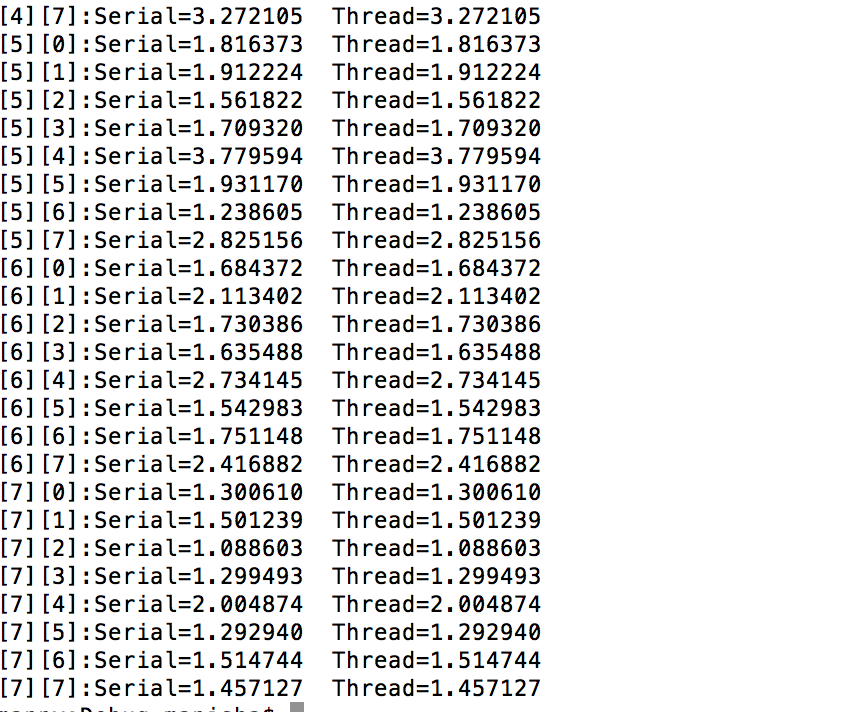 [4][7]:Serial=3.272105  Thread=3.272105
[5][0]:Serial=1.816373  Thread=1.816373
[5][1]:Serial=1.912224  Thread=1.912224
[5][2]:Serial=1.561822  Thread=1.561822
[5][3]:Serial=1.709320  Thread=1.709320
[5][4]:Serial=3.779594  Thread=3.779594
[5][5]:Serial=1.931170  Thread=1.931170
[5][6]:Serial=1.238605  Thread=1.238605
[5][7]:Serial=2.825156  Thread=2.825156
[6][0]:Serial=1.684372  Thread=1.684372
[6][1]:Serial=2.113402  Thread=2.113402
[6][2]:Serial=1.730386  Thread=1.730386
[6][3]:Serial=1.635488  Thread=1.635488
[6][4]:Serial=2.734145  Thread=2.734145
[6][5]:Serial=1.542983  Thread=1.542983
[6][6]:Serial=1.751148  Thread=1.751148
[6][7]:Serial=2.416882  Thread=2.416882
[7][0]:Serial=1.300610  Thread=1.300610
[7][1]:Serial=1.501239  Thread=1.501239
[7][2]:Serial=1.088603  Thread=1.088603
[7][3]:Serial=1.299493  Thread=1.299493
[7][4]:Serial=2.004874  Thread=2.004874
[7][5]:Serial=1.292940  Thread=1.292940
[7][6]:Serial=1.514744  Thread=1.514744
[7][7]:Serial=1.457127  Thread=1.457127